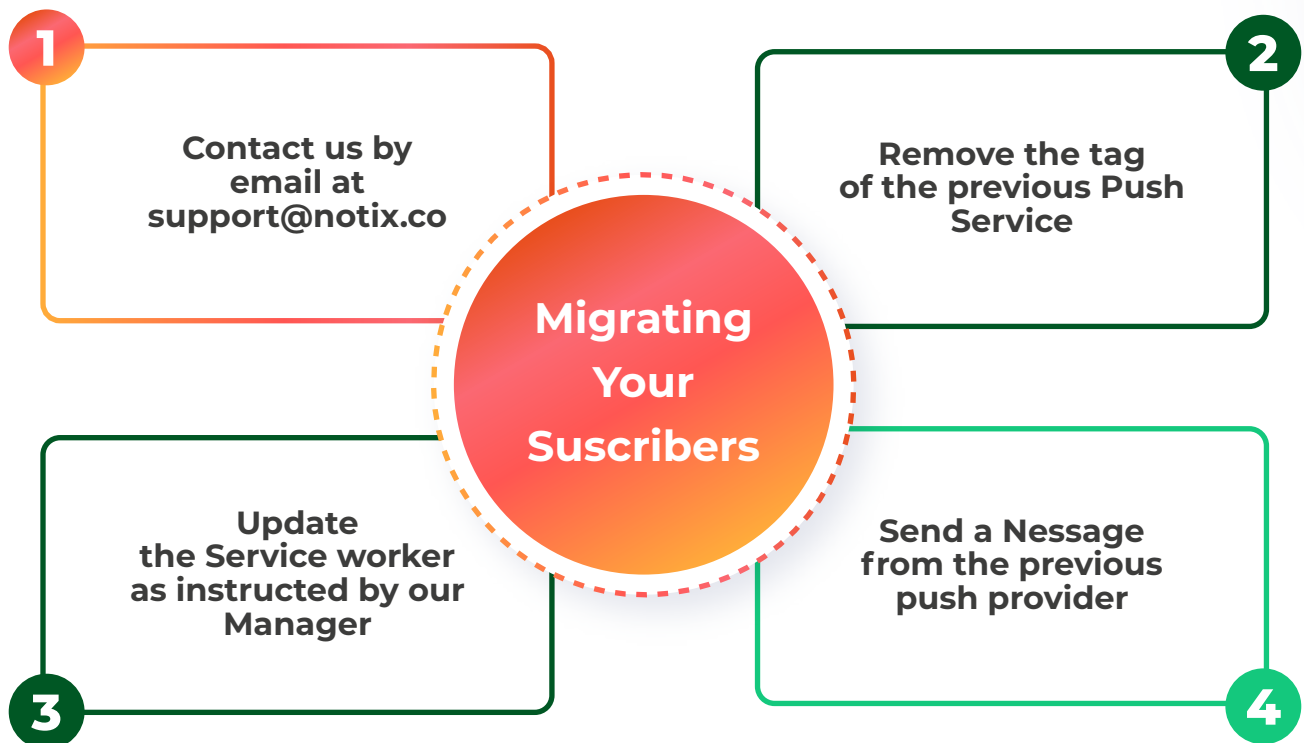 1
Contact us by
email at
support@notix.co
2
Remove the tag
of the previous Push
Service
Migrating
Your
Suscribers
3
Update
the Service worker
as instructed by our
Manager
4
Send a Nessage
from the previous
push provider